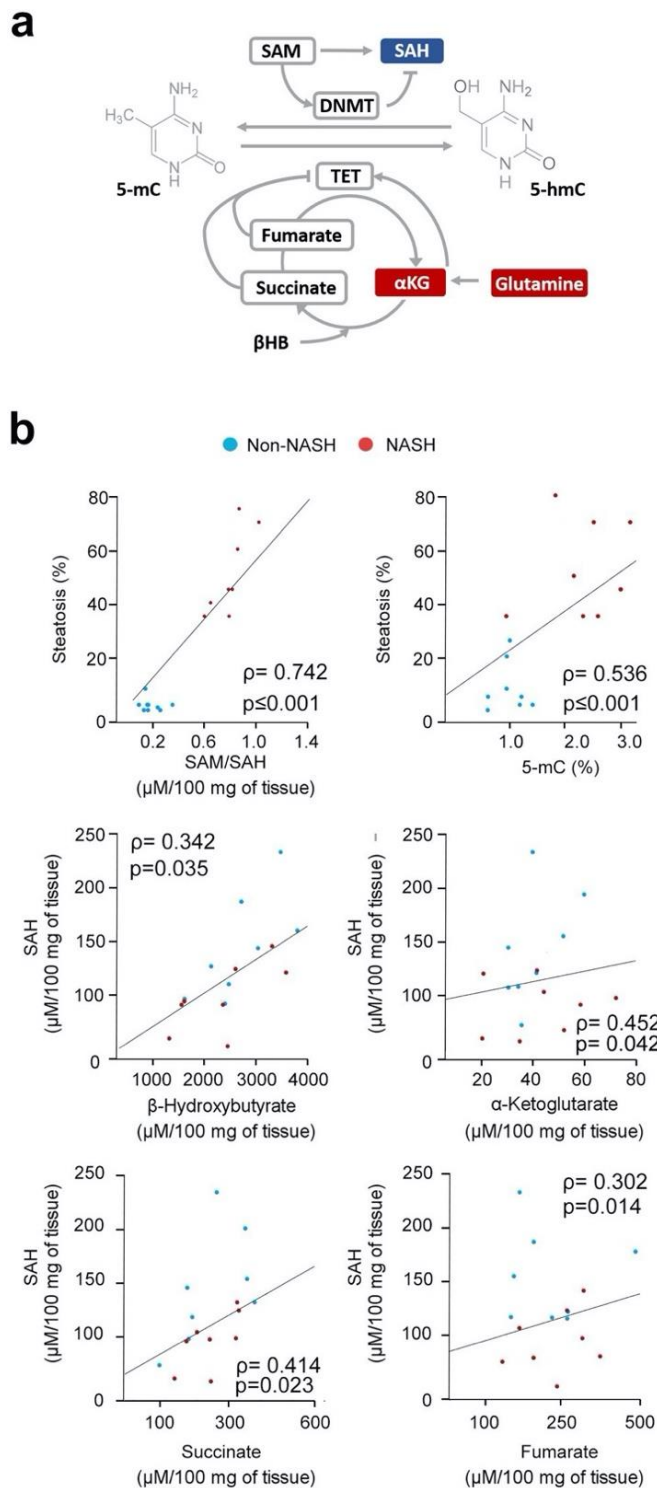 a
SAM
SAH
DNMT
OH
NH₂
NH₂
H₃C
N
N
N
H
O
N
H
O
5-mC
TET
5-hmC
Fumarate
Succinate
αKG
Glutamine
βHB
b
Non-NASH
NASH
Steatosis (%)
80
60
40
20
0
ρ= 0.742
p≤0.001
0.2
0.6
1.0
1.4
SAM/SAH
(µM/100 mg of tissue)
Steatosis (%)
80
60
40
20
0
ρ= 0.536
p≤0.001
1.0
2.0
3.0
5-mC (%)
SAH
(µM/100 mg of tissue)
250
200
150
100
0
ρ= 0.342
p=0.035
1000
2000
3000
4000
β-Hydroxybutyrate
(µM/100 mg of tissue)
SAH
(µM/100 mg of tissue)
250
200
150
100
0
ρ= 0.452
p= 0.042
20
40
60
80
α-Ketoglutarate
(µM/100 mg of tissue)
SAH
(µM/100 mg of tissue)
250
200
150
100
0
ρ= 0.414
p=0.023
100
300
600
Succinate
(µM/100 mg of tissue)
SAH
(µM/100 mg of tissue)
250
200
150
100
0
ρ= 0.302
p=0.014
100
250
500
Fumarate
(µM/100 mg of tissue)